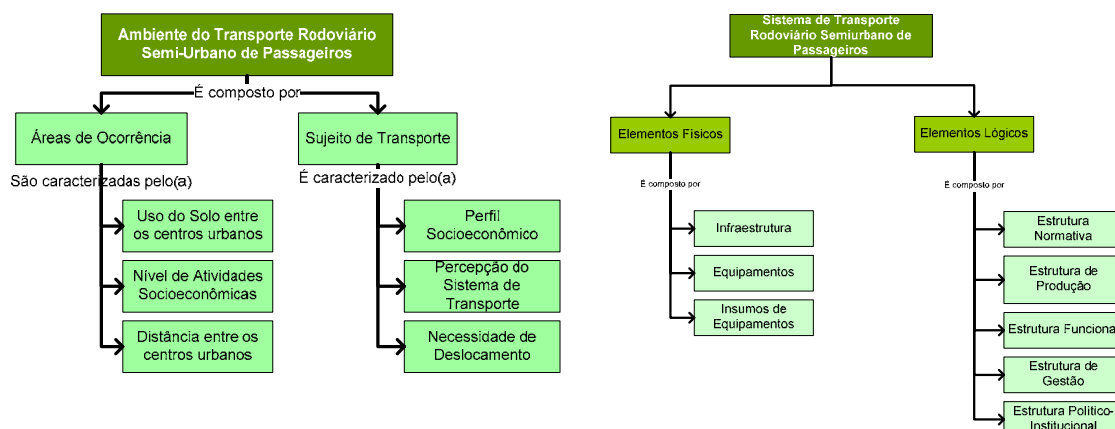 Ambiente do Transporte Rodoviário
Semi-Urbano de Passageiros
É composto por
Áreas de Ocorrência
São caracterizadas pelo(a)
Uso do Solo entre
os centros urbanos
Nível de Atividades
Socioeconômicas
Distância entre os
centros urbanos
Sujeito de Transporte
É caracterizado pelo(a)
Perfil
Socioeconômico
Percepção do
Sistema de
Transporte
Necessidade de
Deslocamento
Sistema de Transporte
Rodoviário Semiurbano de
Passageiros
Elementos Físicos
É composto por
Infraestrutura
Equipamentos
Insumos de
Equipamentos
Elementos Lógicos
É composto por
Estrutura
Normativa
Estrutura de
Produção
Estrutura Funciona
Estrutura de
Gestão
Estrutura Politico-
Institucional